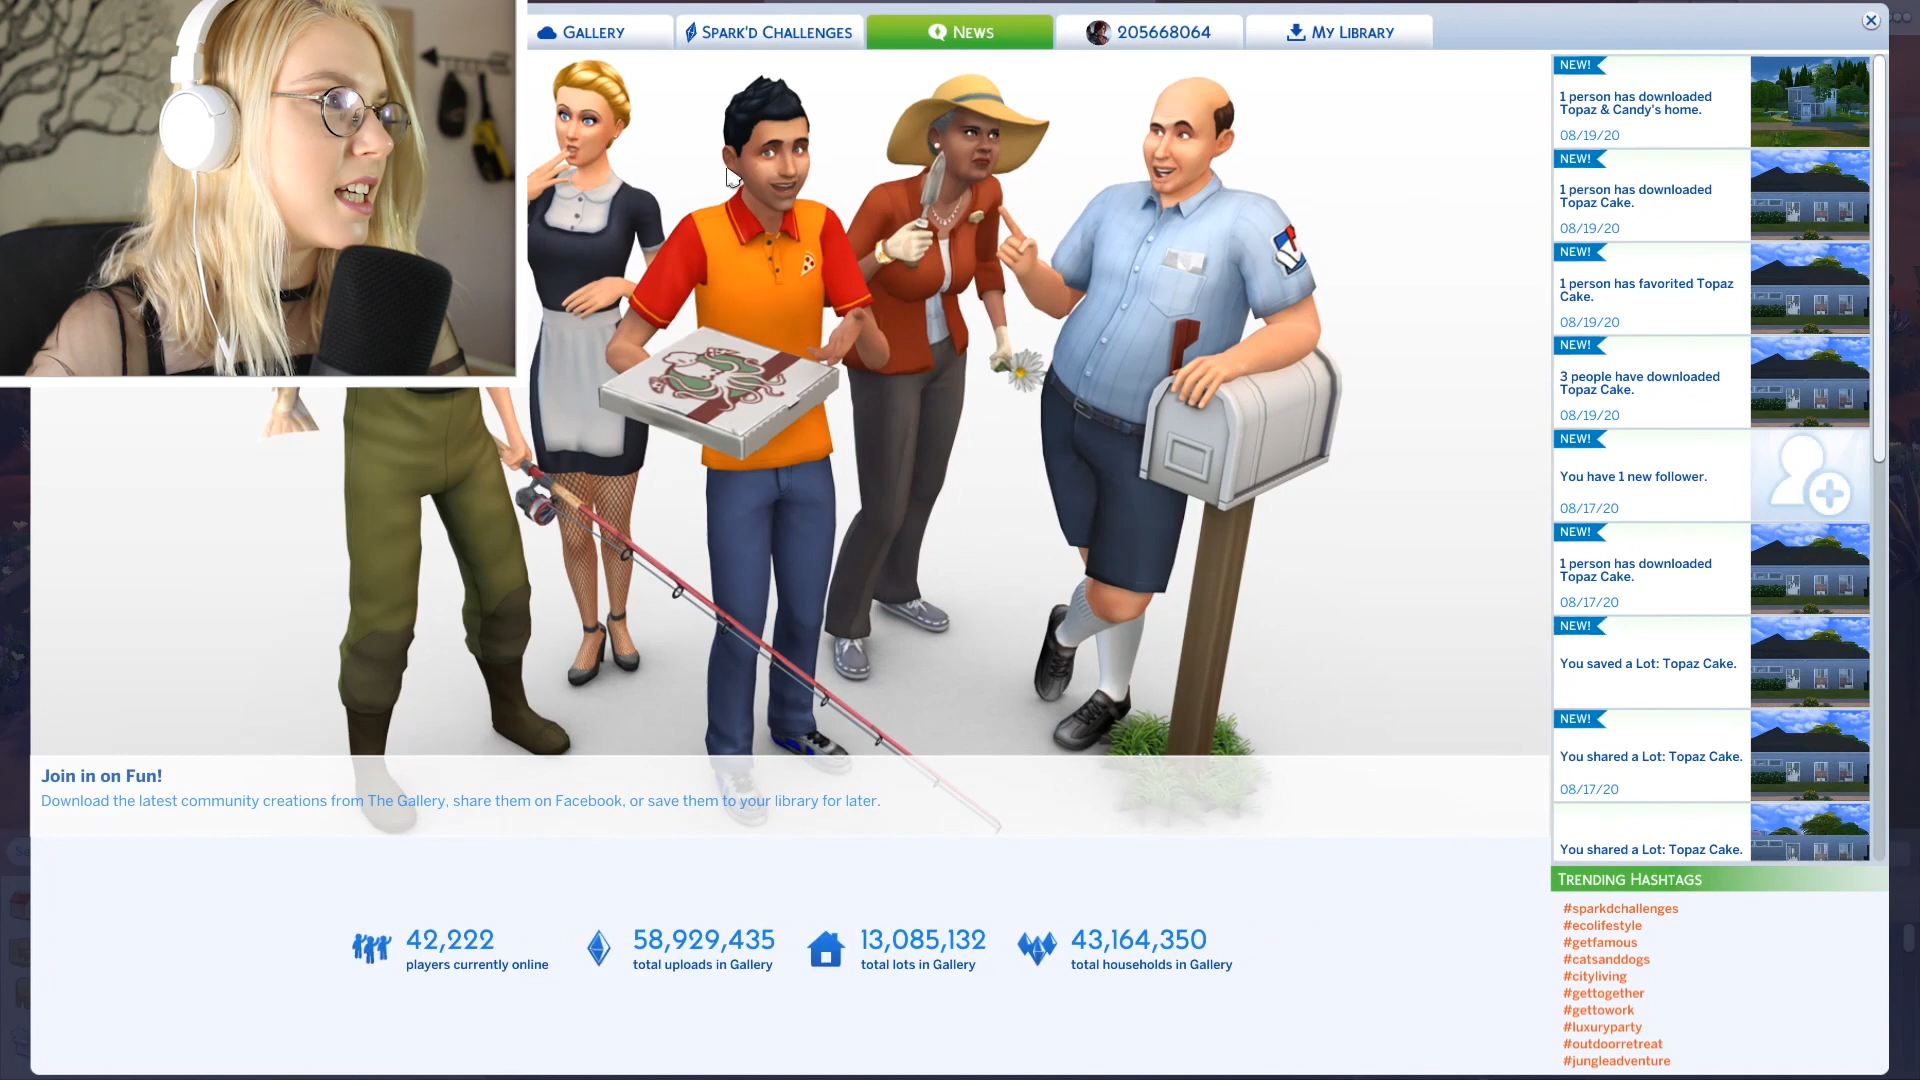 GALLERY
SPARK'D CHALLENGES
NEWS
205668064
MY LIBRARY
NEW!
1 person has downloaded
Topaz & Candy's home.
08/19/20
NEW!
1 person has downloaded
Topaz Cake.
08/19/20
NEW!
1 person has favorited Topaz
Cake.
08/19/20
NEW!
3 people have downloaded
Topaz Cake.
08/19/20
NEW!
You have 1 new follower.
08/17/20
NEW!
1 person has downloaded
Topaz Cake.
08/17/20
NEW!
You saved a Lot: Topaz Cake.
NEW!
You shared a Lot: Topaz Cake.
08/17/20
You shared a Lot: Topaz Cake.
Join in on Fun!
Download the latest community creations from The Gallery, share them on Facebook, or save them to your library for later.
42,222
players currently online
58,929,435
total uploads in Gallery
13,085,132
total lots in Gallery
43,164,350
total households in Gallery
TRENDING HASHTAGS
#sparkdchallenges
#ecolifestyle
#getfamous
#catsanddogs
#cityliving
#gettogether
#gettowork
#luxuryparty
#outdoorretreat
#jungleadventure